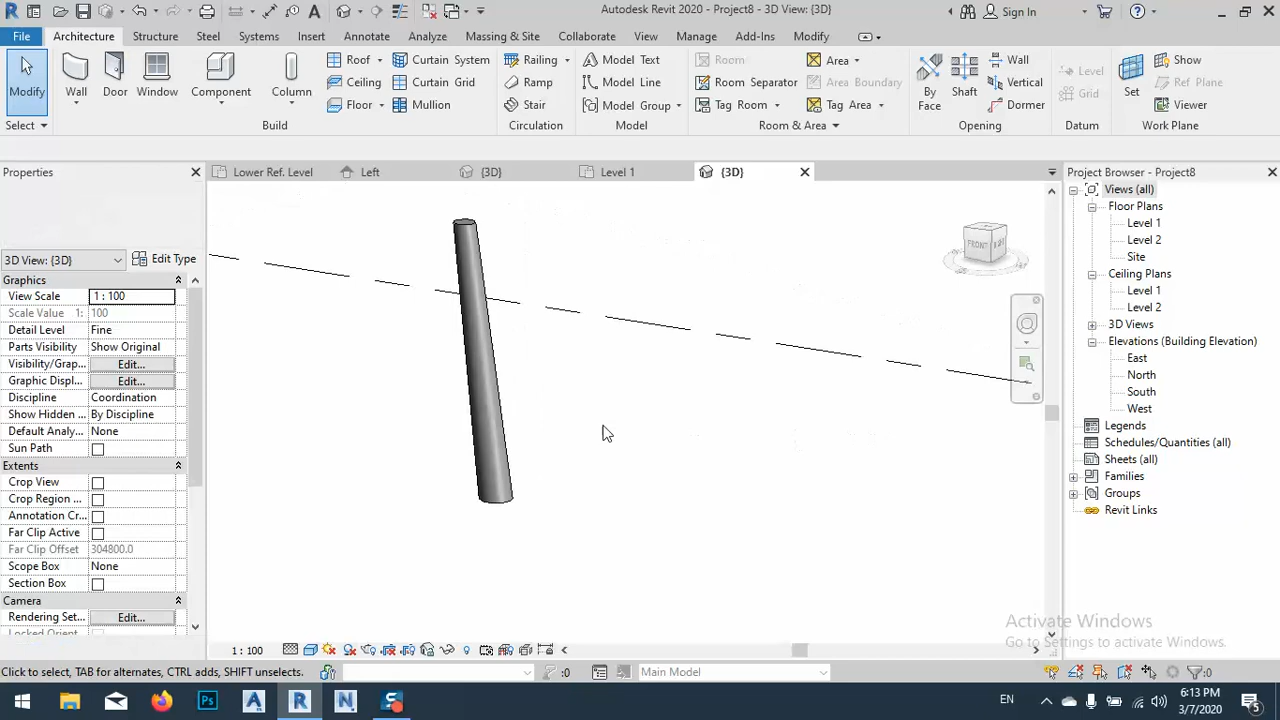 Autodesk Revit 2020 - Project8 - 3D View: {3D}
Sign In
File Architecture Structure Steel Systems Insert Annotate Analyze Massing & Site Collaborate View Manage Add-Ins Modify
Modify
Wall
Door
Window
Component
Column
Roof
Ceiling
Floor
Curtain System
Curtain Grid
Mullion
Railing
Ramp
Stair
Model Text
Model Line
Model Group
Room
Room Separator
Tag Room
Area
Area Boundary
Tag Area
By Face
Shaft
Wall
Vertical
Dormer
Level
Grid
Set
Show
Ref Plane
Viewer
Select Build Circulation Model Room & Area Opening Datum Work Plane
Properties
Lower Ref. Level Left {3D} Level 1 {3D}
3D View: {3D} Edit Type
Graphics
View Scale 1 : 100
Scale Value 1: 100
Detail Level Fine
Parts Visibility Show Original
Visibility/Grap... Edit...
Graphic Displ... Edit...
Discipline Coordination
Show Hidden ... By Discipline
Default Analy... None
Sun Path
Extents
Crop View
Crop Region ...
Annotation Cr...
Far Clip Active
Far Clip Offset 304800.0
Scope Box None
Section Box
Camera
Rendering Set... Edit...
FRONT
Project Browser - Project8
Views (all)
Floor Plans
Level 1
Level 2
Site
Ceiling Plans
Level 1
Level 2
3D Views
Elevations (Building Elevation)
East
North
South
West
Legends
Schedules/Quantities (all)
Sheets (all)
Families
Groups
Revit Links
Activate Windows
Go to Settings to activate Windows.
1 : 100
Click to select, TAB for alternates, CTRL adds, SHIFT unselects.
:0
Main Model
:0
Ps
EN
6:13 PM
3/7/2020
5